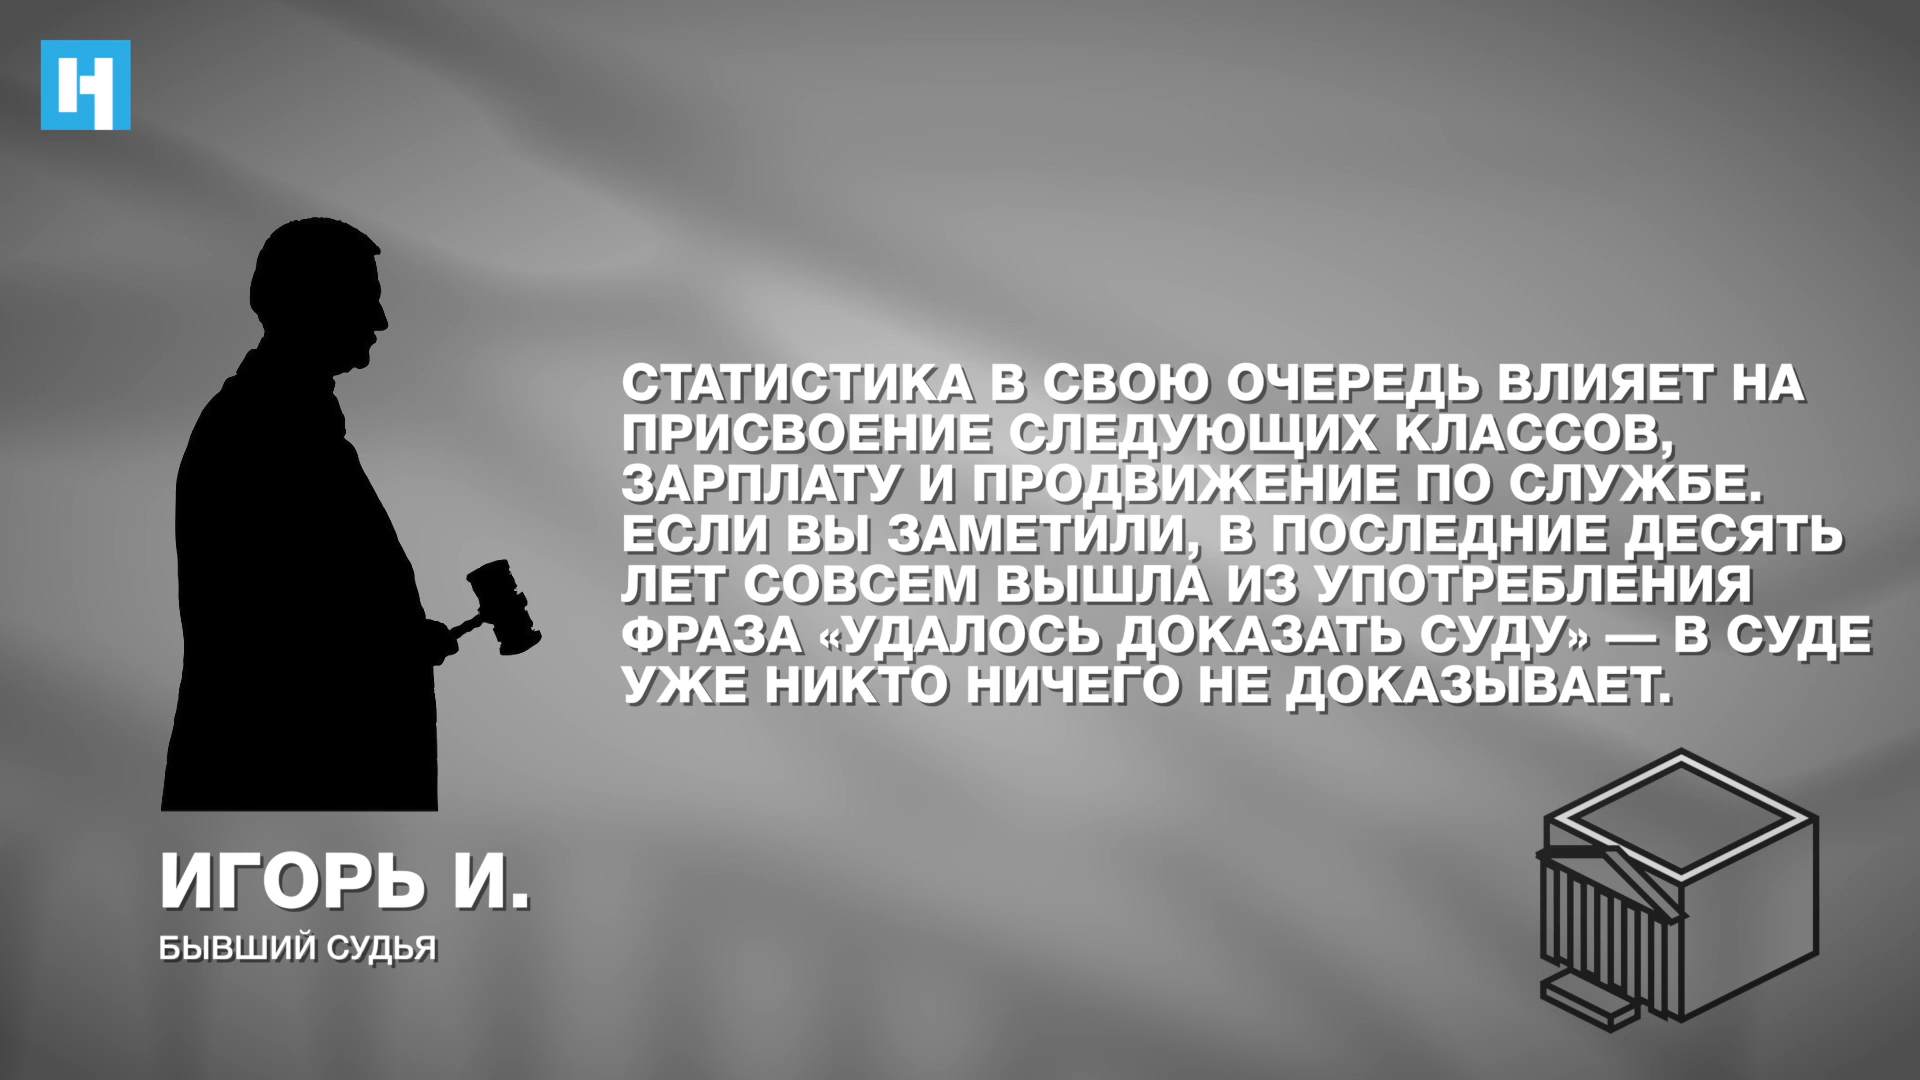 СТАТИСТИКА В СВОЮ ОЧЕРЕДЬ ВЛИЯЕТ НА
ПРИСВОЕНИЕ СЛЕДУЮЩИХ КЛАССОВ,
ЗАРПЛАТУ И ПРОДВИЖЕНИЕ ПО СЛУЖБЕ.
ЕСЛИ ВЫ ЗАМЕТИЛИ, В ПОСЛЕДНИЕ ДЕСЯТЬ
ЛЕТ СОВСЕМ ВЫШЛА ИЗ УПОТРЕБЛЕНИЯ
ФРАЗА «УДАЛОСЬ ДОКАЗАТЬ СУДУ» — В СУДЕ
УЖЕ НИКТО НИЧЕГО НЕ ДОКАЗЫВАЕТ.
ИГОРЬ И.
БЫВШИЙ СУДЬЯ